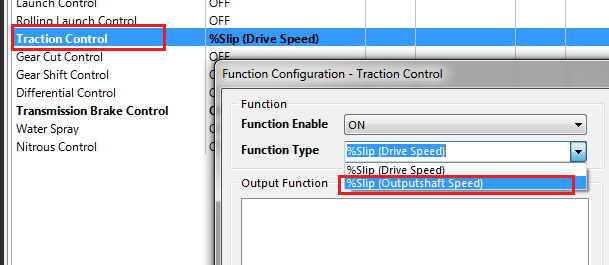 Launch Control OFF
Rolling Launch Control OFF
Traction Control %Slip (Drive Speed)
Gear Cut Control OFF
Gear Shift Control
Differential Control
Transmission Brake Control
Water Spray
Nitrous Control
Function Configuration - Traction Control
Function
Function Enable ON
Function Type %Slip (Drive Speed)
%Slip (Drive Speed)
%Slip (Outputshaft Speed)
Output Function